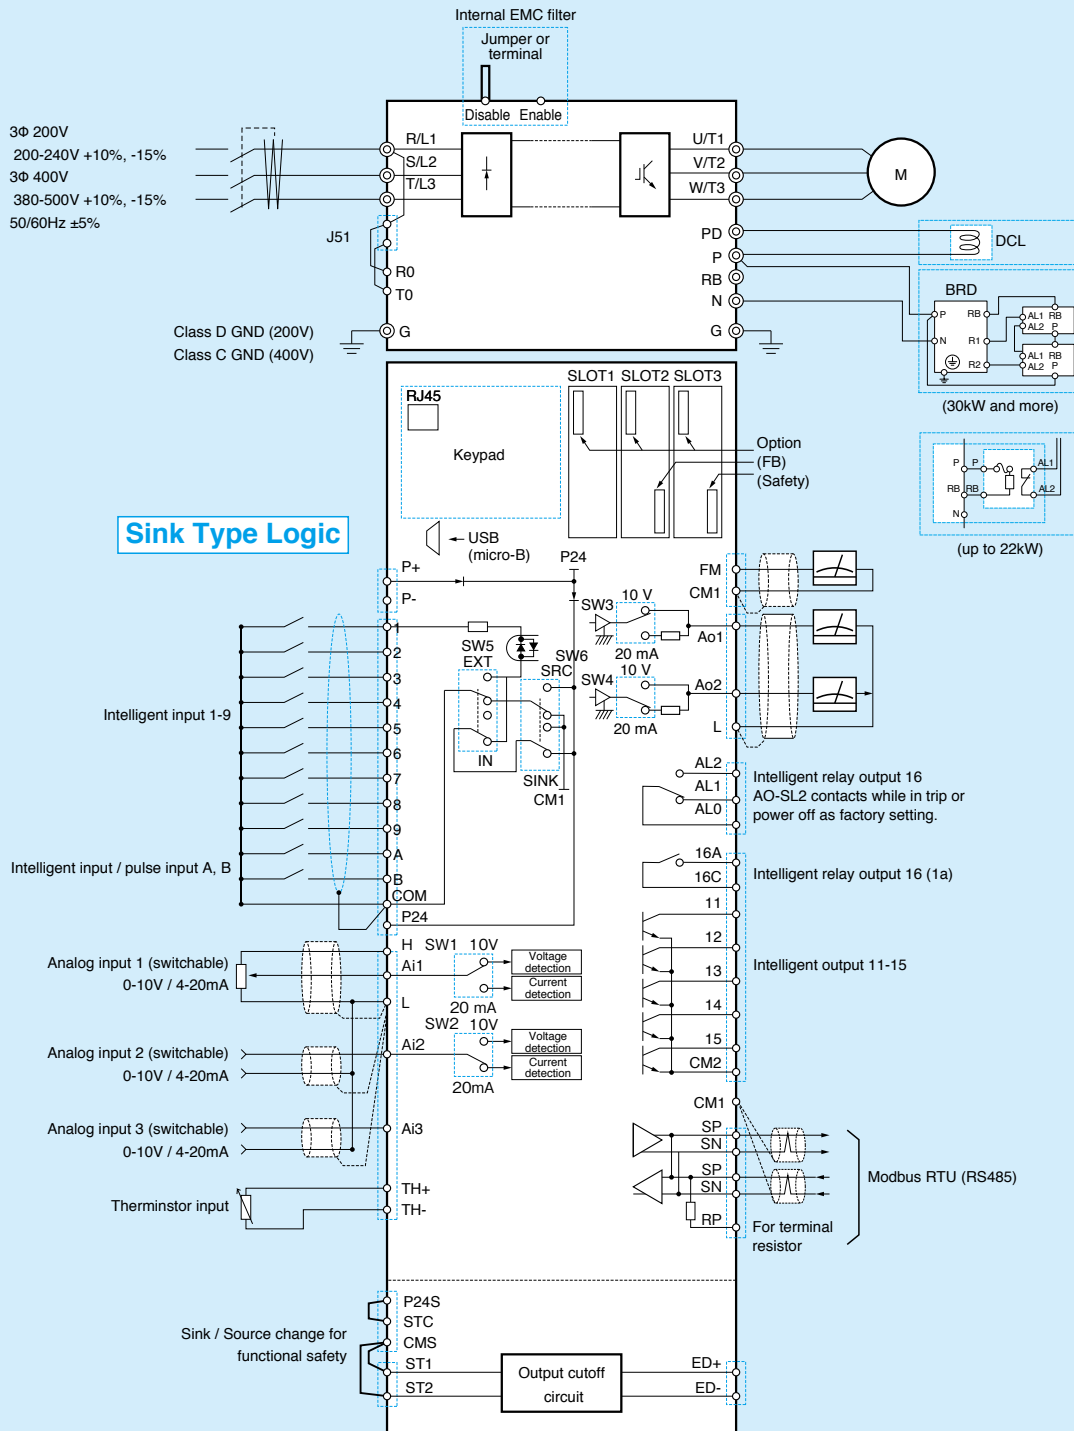 Internal EMC filter
Jumper or
terminal
Disable Enable
3Φ 200V
200-240V +10%, -15%
3Φ 400V
380-500V +10%, -15%
50/60Hz ±5%
R/L1
S/L2
T/L3
J51
R0
T0
G
Class D GND (200V)
Class C GND (400V)
U/T1
V/T2
W/T3
M
PD
P
RB
N
G
DCL
BRD
P
N
RB
R1
R2
AL1 RB
AL2 P
AL1 RB
AL2 P
(30kW and more)
P P
RB RB
N
AL1
AL2
(up to 22kW)
RJ45
Keypad
SLOT1 SLOT2 SLOT3
Option
(FB)
(Safety)
Sink Type Logic
USB
(micro-B)
P24
P+
P-
1
2
3
4
5
6
7
8
9
A
B
COM
P24
Intelligent input 1-9
Intelligent input / pulse input A, B
SW5
EXT
IN
SW6
SRC
SINK
CM1
SW3
10 V
20 mA
SW4
10 V
20 mA
FM
CM1
Ao1
Ao2
L
AL2
AL1
AL0
Intelligent relay output 16
AO-SL2 contacts while in trip or
power off as factory setting.
16A
16C
Intelligent relay output 16 (1a)
11
12
13
14
15
CM2
Intelligent output 11-15
H
Ai1
L
Ai2
Ai3
TH+
TH-
Analog input 1 (switchable)
0-10V / 4-20mA
Analog input 2 (switchable)
0-10V / 4-20mA
Analog input 3 (switchable)
0-10V / 4-20mA
Therminstor input
SW1 10V
20 mA
Voltage
detection
Current
detection
SW2 10V
20mA
Voltage
detection
Current
detection
CM1
SP
SN
SP
SN
RP
Modbus RTU (RS485)
For terminal
resistor
P24S
STC
CMS
ST1
ST2
Sink / Source change for
functional safety
Output cutoff
circuit
ED+
ED-